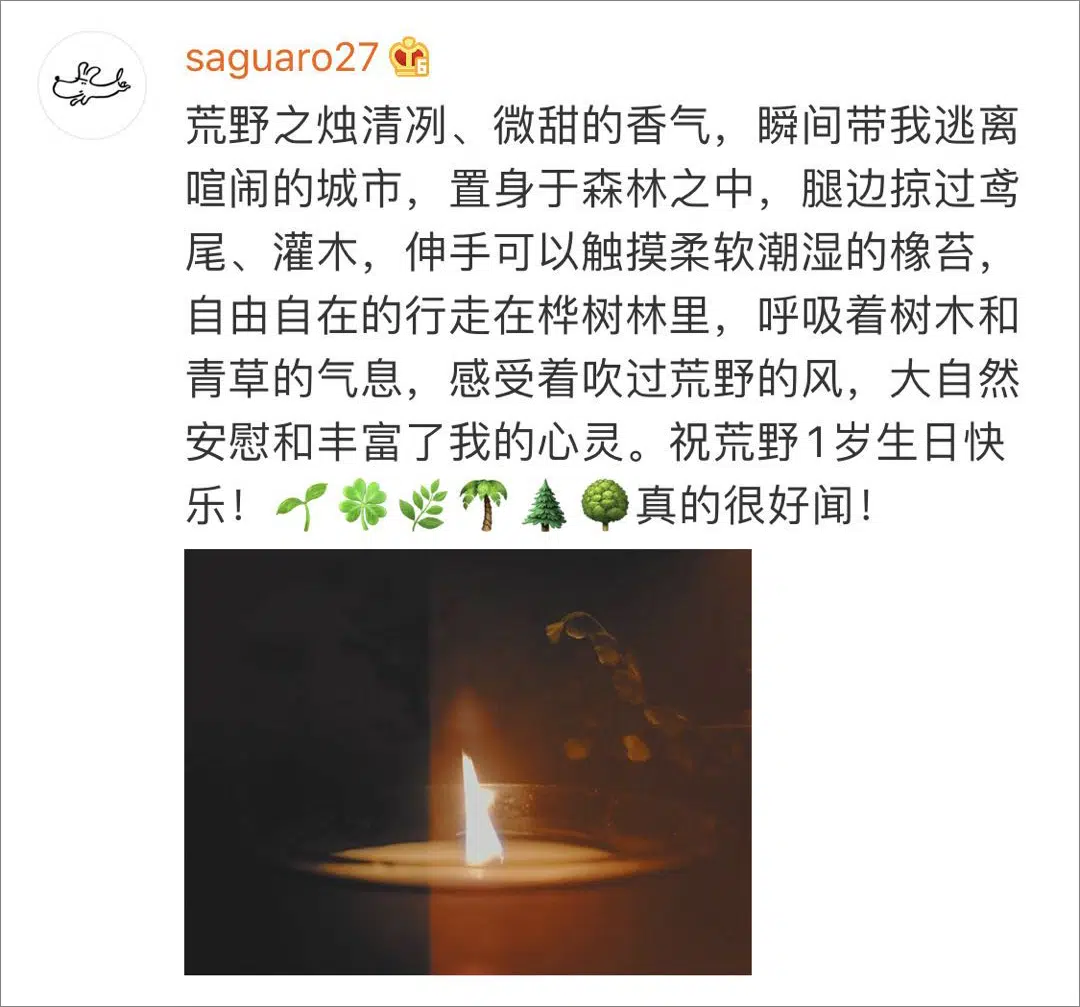 saguaro27
荒野之烛清冽、微甜的香气，瞬间带我逃离
喧闹的城市，置身于森林之中，腿边掠过鸢
尾、灌木，伸手可以触摸柔软潮湿的橡苔，
自由自在的行走在桦树林里，呼吸着树木和
青草的气息，感受着吹过荒野的风，大自然
安慰和丰富了我的心灵。祝荒野1岁生日快
乐！🌱🍀🌿🌴🌲🌳真的很好闻！